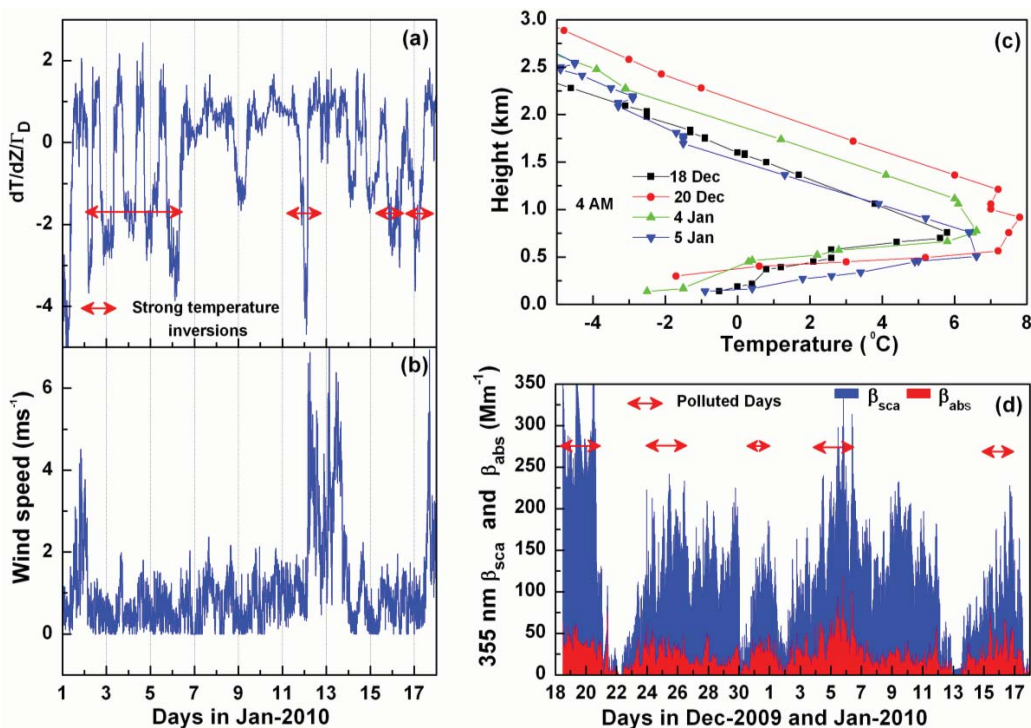 (a)
2
0
-2
-4
dT/dZ/Γ_D
Strong temperature
inversions
(b)
6
4
2
0
Wind speed (ms⁻¹)
1 3 5 7 9 11 13 15 17
Days in Jan-2010
(c)
3.0
2.5
2.0
1.5
1.0
0.5
0.0
Height (km)
4 AM
18 Dec
20 Dec
4 Jan
5 Jan
-4 -2 0 2 4 6 8
Temperature (⁰C)
(d)
β_sca β_abs
Polluted Days
350
300
250
200
150
100
50
0
355 nm β_sca and β_abs (Mm⁻¹)
18 20 22 24 26 28 30 1 3 5 7 9 11 13 15 17
Days in Dec-2009 and Jan-2010